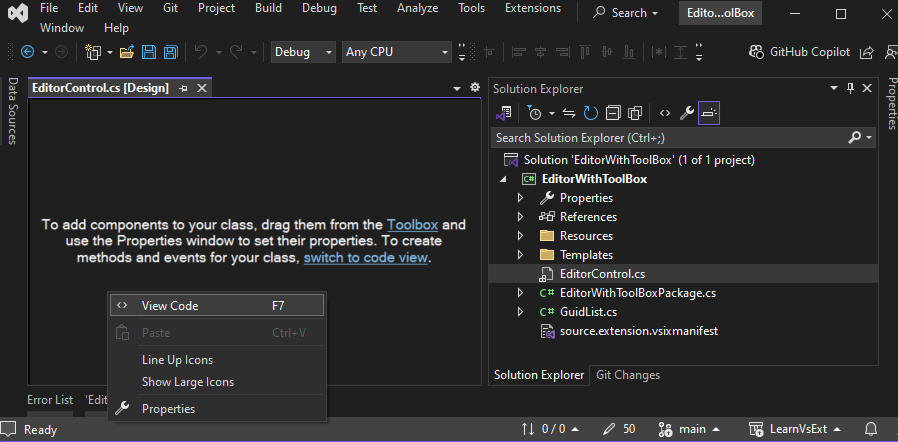 File Edit View Git Project Build Debug Test Analyze Tools Extensions Search Edito...olBox
Window Help
Debug Any CPU GitHub Copilot
Data Sources
EditorControl.cs [Design]
To add components to your class, drag them from the Toolbox and
use the Properties window to set their properties. To create
methods and events for your class, switch to code view.
View Code F7
Paste Ctrl+V
Line Up Icons
Show Large Icons
Properties
Error List 'Edi
Solution Explorer
Search Solution Explorer (Ctrl+;)
Solution 'EditorWithToolBox' (1 of 1 project)
C# EditorWithToolBox
Properties
References
Resources
Templates
EditorControl.cs
C# EditorWithToolBoxPackage.cs
C# GuidList.cs
source.extension.vsixmanifest
Solution Explorer Git Changes
Properties
Ready 0 / 0 50 main LearnVsExt